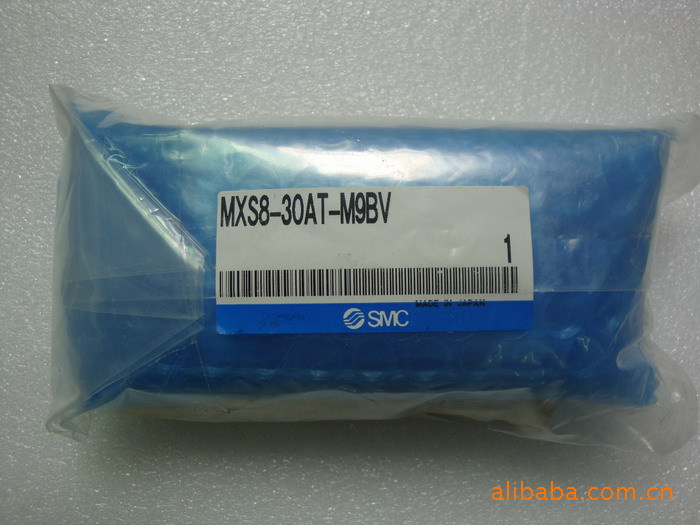 MXS8-30AT-M9BV
1
MADE IN JAPAN
SMC
alibaba.com.cn